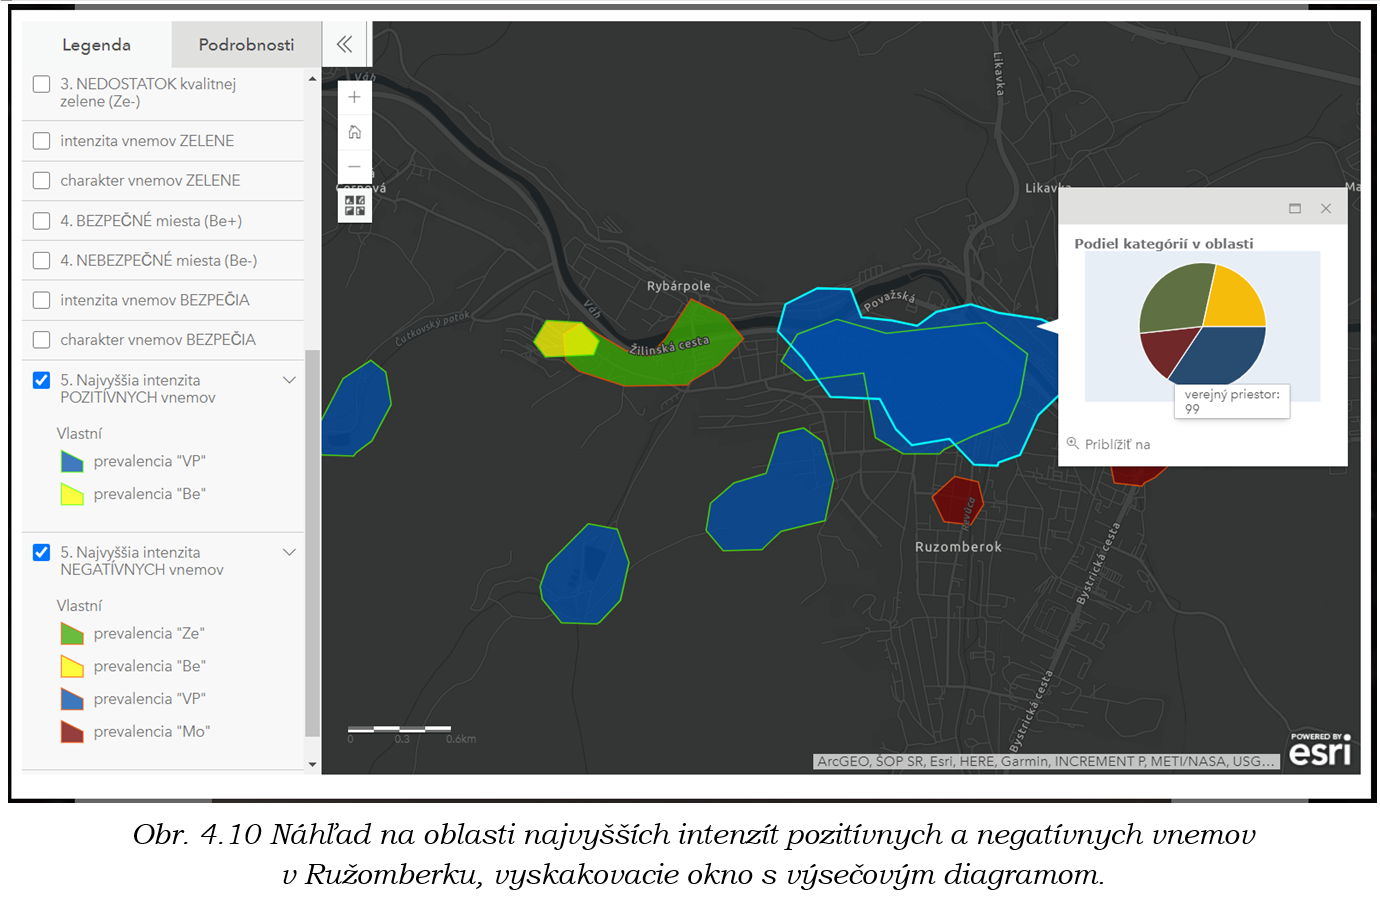 Legenda
Podrobnosti
3. NEDOSTATOK kvalitnej
zelene (Ze-)
intenzita vnemov ZELENE
charakter vnemov ZELENE
4. BEZPEČNÉ miesta (Be+)
4. NEBEZPEČNÉ miesta (Be-)
intenzita vnemov BEZPEČIA
charakter vnemov BEZPEČIA
5. Najvyššia intenzita
POZITÍVNYCH vnemov
Vlastní
prevalencia "VP"
prevalencia "Be"
5. Najvyššia intenzita
NEGATÍVNYCH vnemov
Vlastní
prevalencia "Ze"
prevalencia "Be"
prevalencia "VP"
prevalencia "Mo"
Váh
Likavka
Likavka
Rybárpole
Váh
Čutkovský potok
Žilinská cesta
Považská
Revúca
Ruzomberok
Bystrická cesta
Bystrická cesta
Podiel kategórií v oblasti
verejný priestor:
99
Priblížiť na
0 0.3 0.6km
ArcGEO, ŠOP SR, Esri, HERE, Garmin, INCREMENT P, METI/NASA, USG...
POWERED BY
esri
Obr. 4.10 Náhľad na oblasti najvyšších intenzít pozitívnych a negatívnych vnemov
v Ružomberku, vyskakovacie okno s výsečovým diagramom.